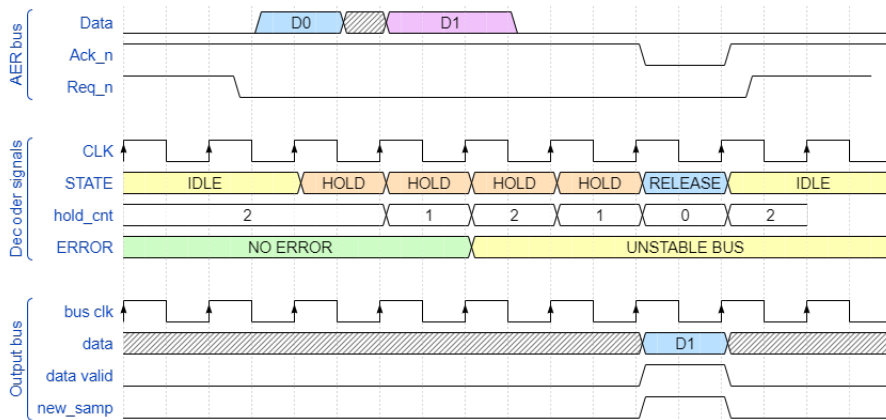 AER bus
Data D0 D1
Ack_n
Req_n
Decoder signals
CLK
STATE IDLE HOLD HOLD HOLD HOLD RELEASE IDLE
hold_cnt 2 1 2 1 0 2
ERROR NO ERROR UNSTABLE BUS
Output bus
bus clk
data D1
data valid
new_samp